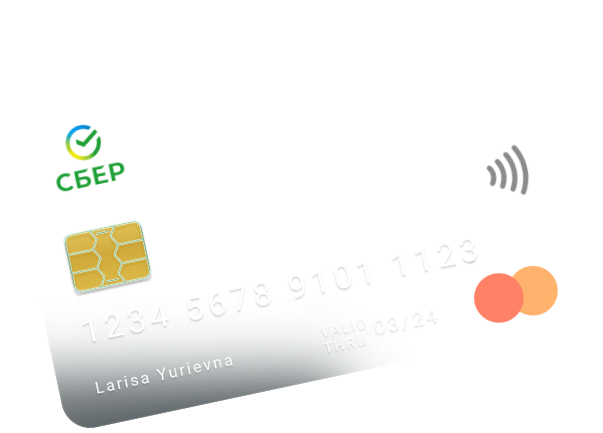 СБЕР
1234 5678 9101 1123
VALID
THRU 03/24
Larisa Yurievna